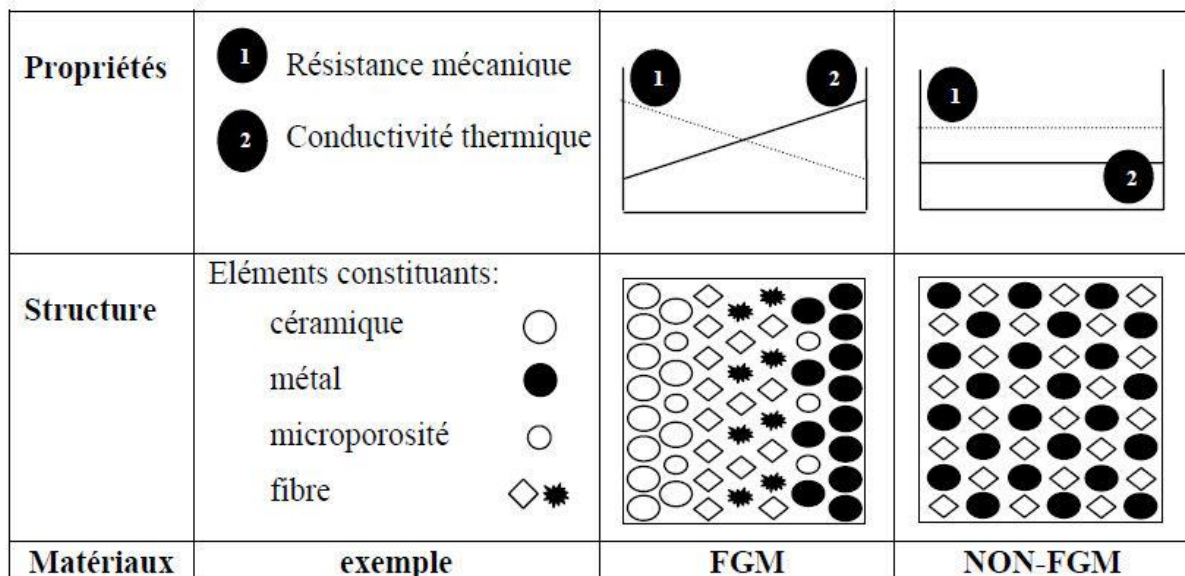 Propriétés
1 Résistance mécanique
2 Conductivité thermique
1 2
1
2
Structure
Eléments constituants:
céramique
métal
microporosité
fibre
Matériaux exemple FGM NON-FGM